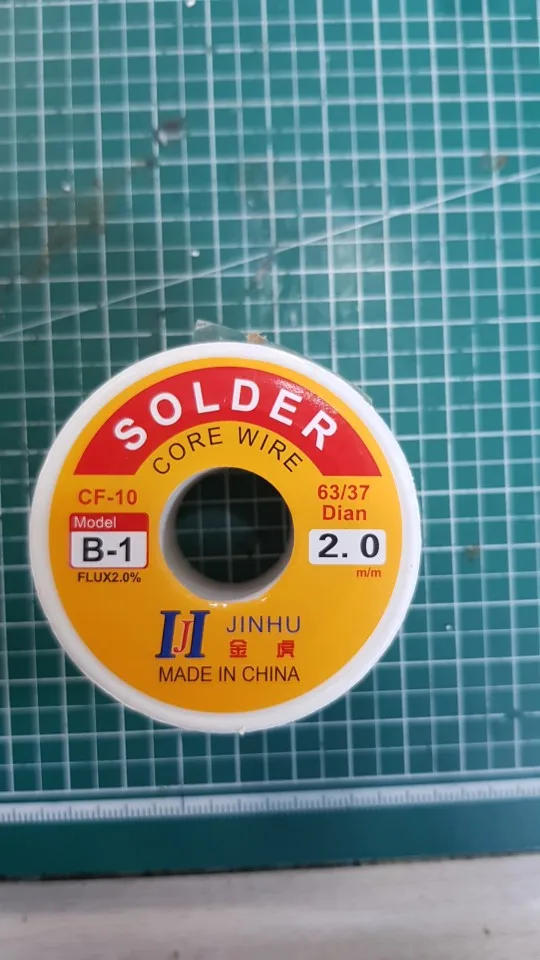 SOLDER
CORE WIRE
CF-10
63/37
Model
Dian
B-1
2.0
FLUX2.0%
m/m
JINHU
金虎
MADE IN CHINA